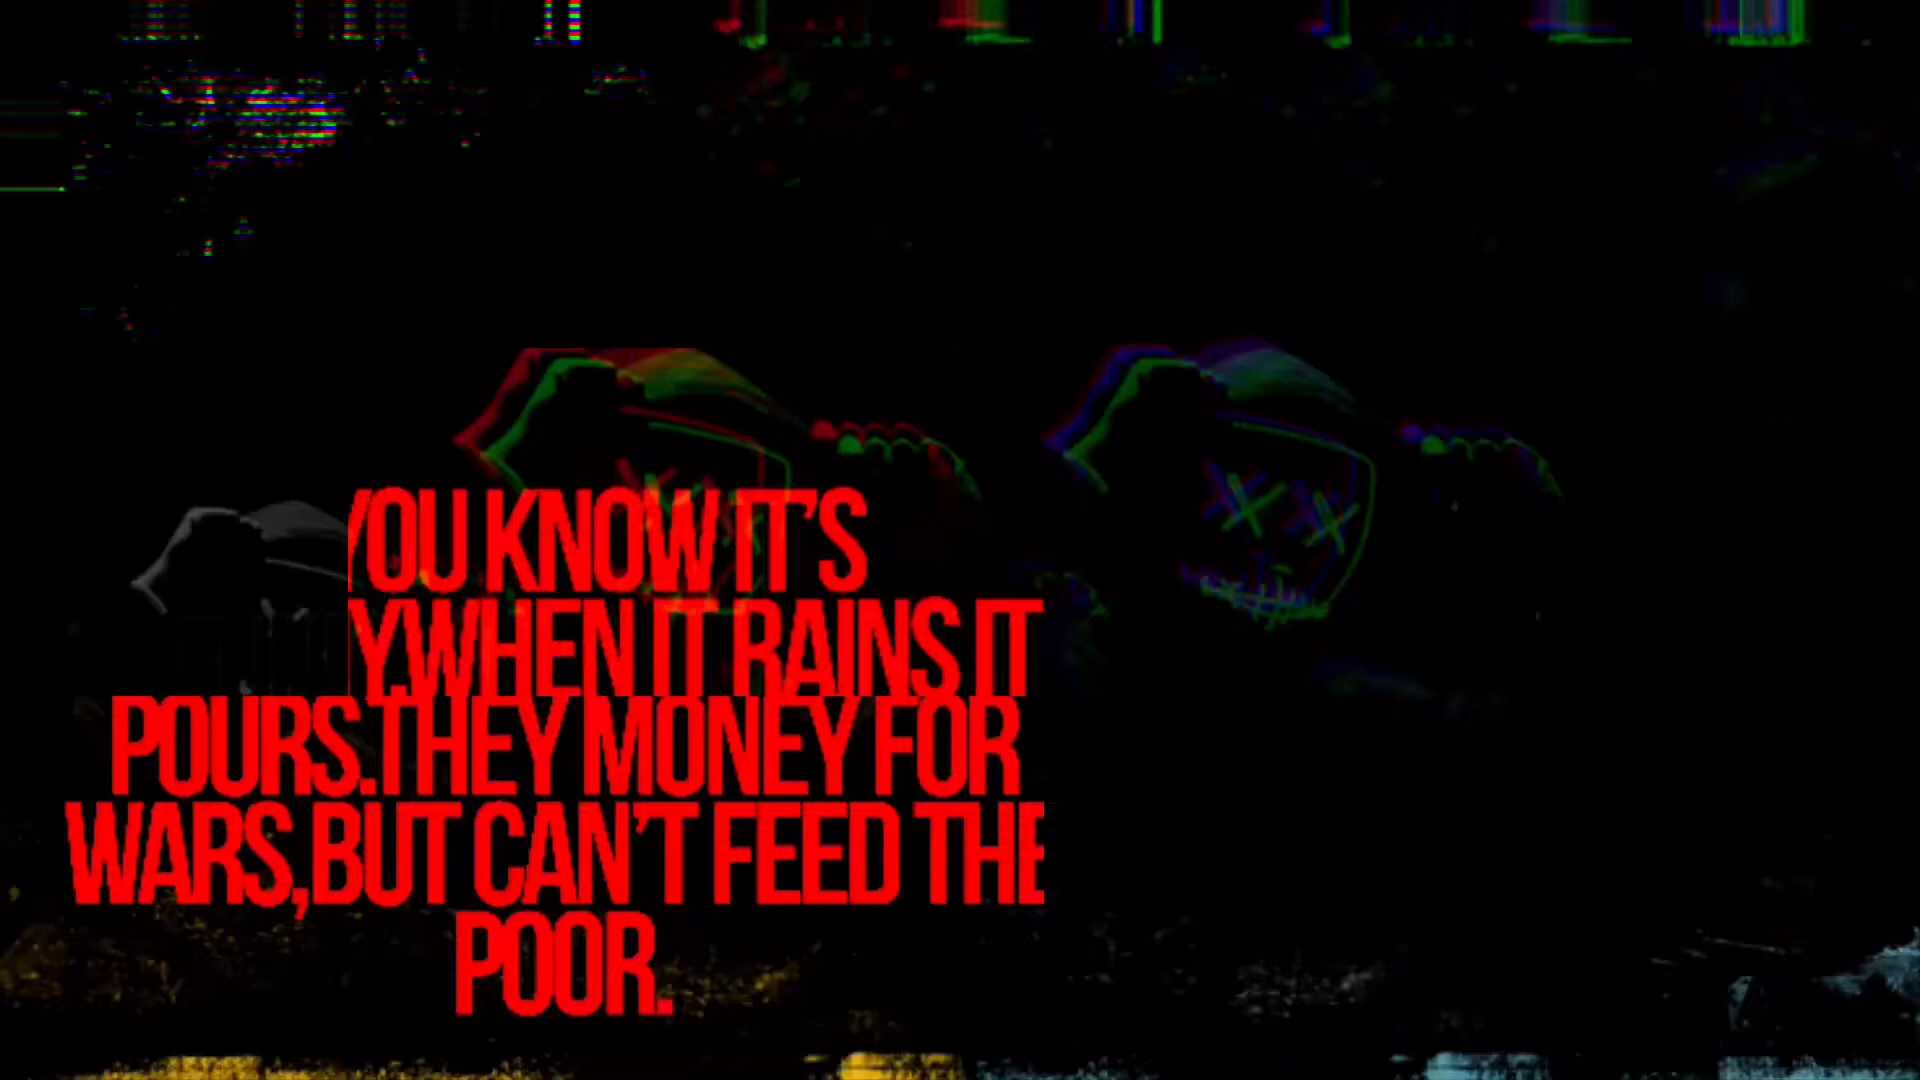 YOU KNOW IT'S
Y.WHEN IT RAINS IT
POURS.THEY MONEY FOR
WARS,BUT CAN'T FEED THE
POOR.